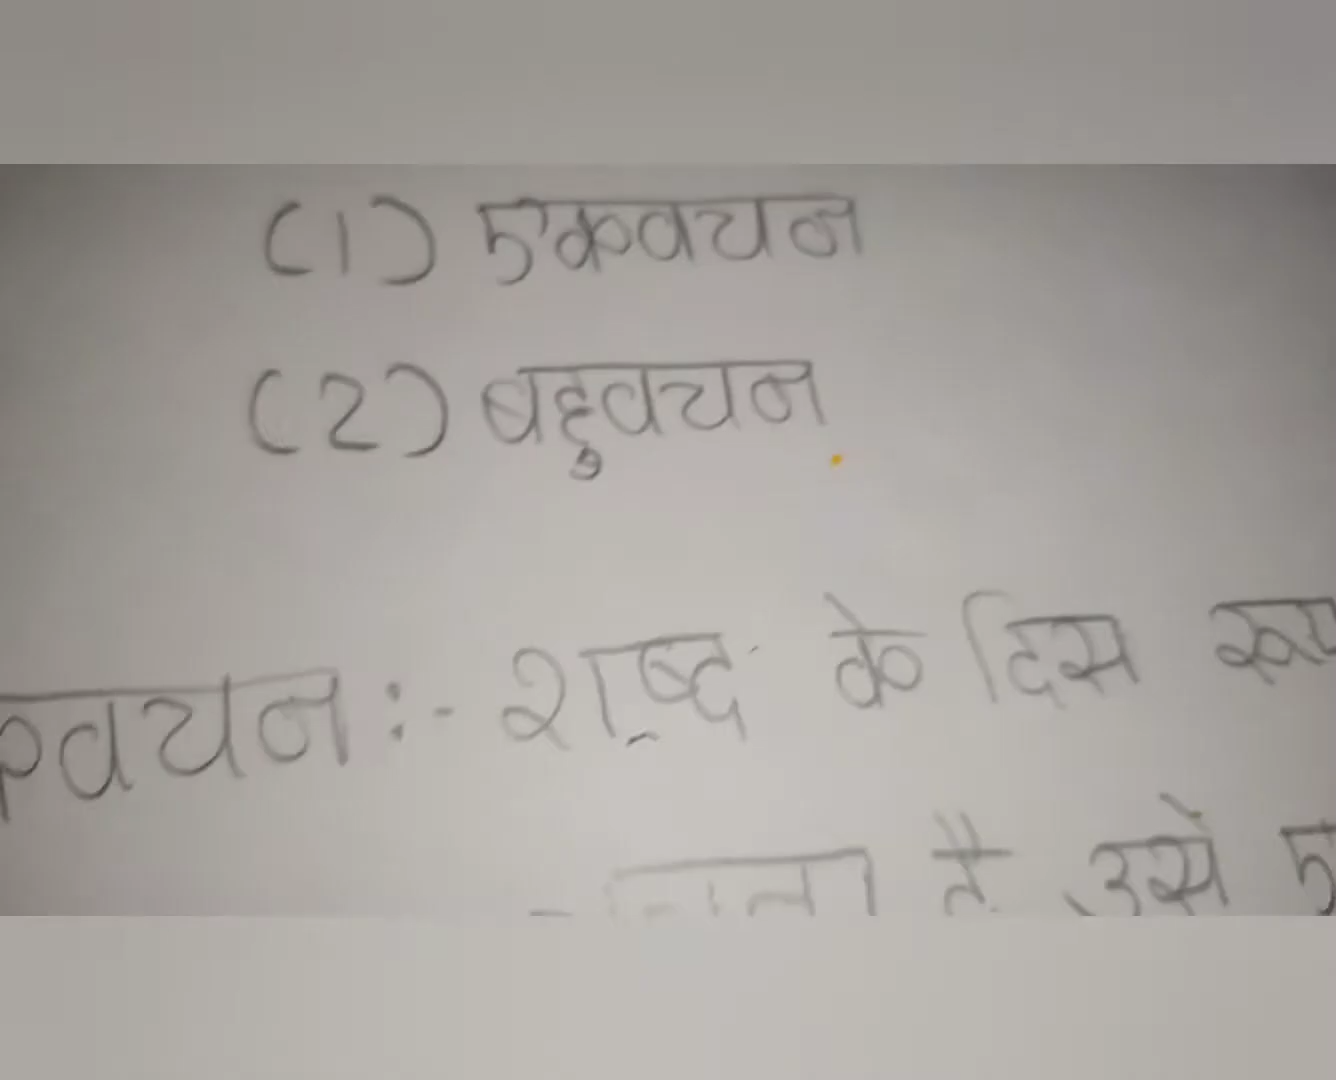 (1) एकवचन
(2) बहुवचन
वचन :- शब्द के दिस
है उसे